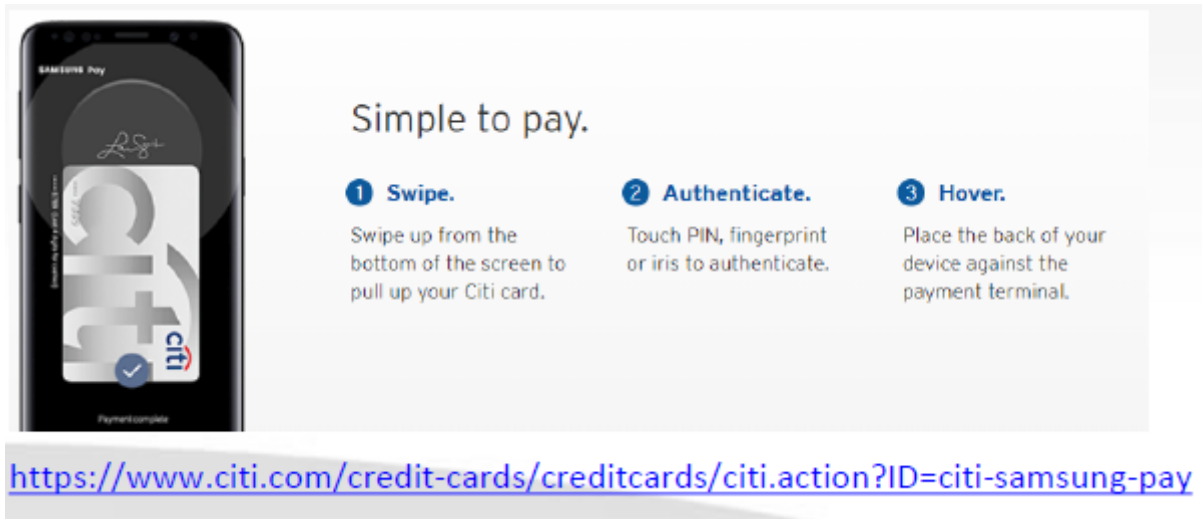 SAMSUNG Pay
citi
citi
Payment complete
Simple to pay.
1 Swipe.
Swipe up from the
bottom of the screen to
pull up your Citi card.
2 Authenticate.
Touch PIN, fingerprint
or iris to authenticate.
3 Hover.
Place the back of your
device against the
payment terminal.
https://www.citi.com/credit-cards/creditcards/citi.action?ID=citi-samsung-pay